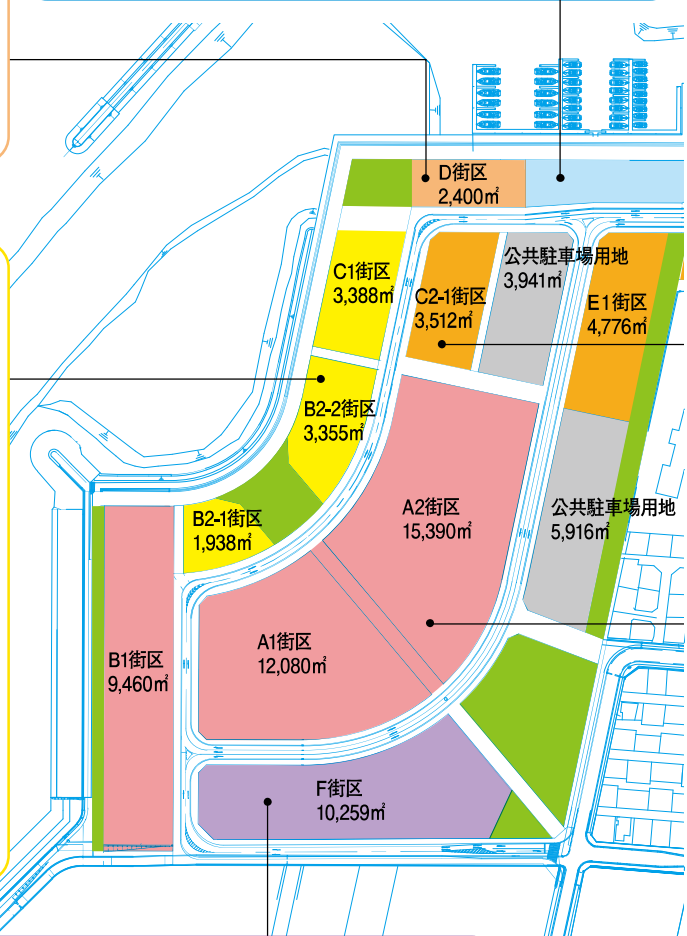 D街区
2,400㎡
公共駐車場用地
3,941㎡
C1街区
3,388㎡
C2-1街区
3,512㎡
E1街区
4,776㎡
B2-2街区
3,355㎡
A2街区
15,390㎡
公共駐車場用地
5,916㎡
B2-1街区
1,938㎡
A1街区
12,080㎡
B1街区
9,460㎡
F街区
10,259㎡